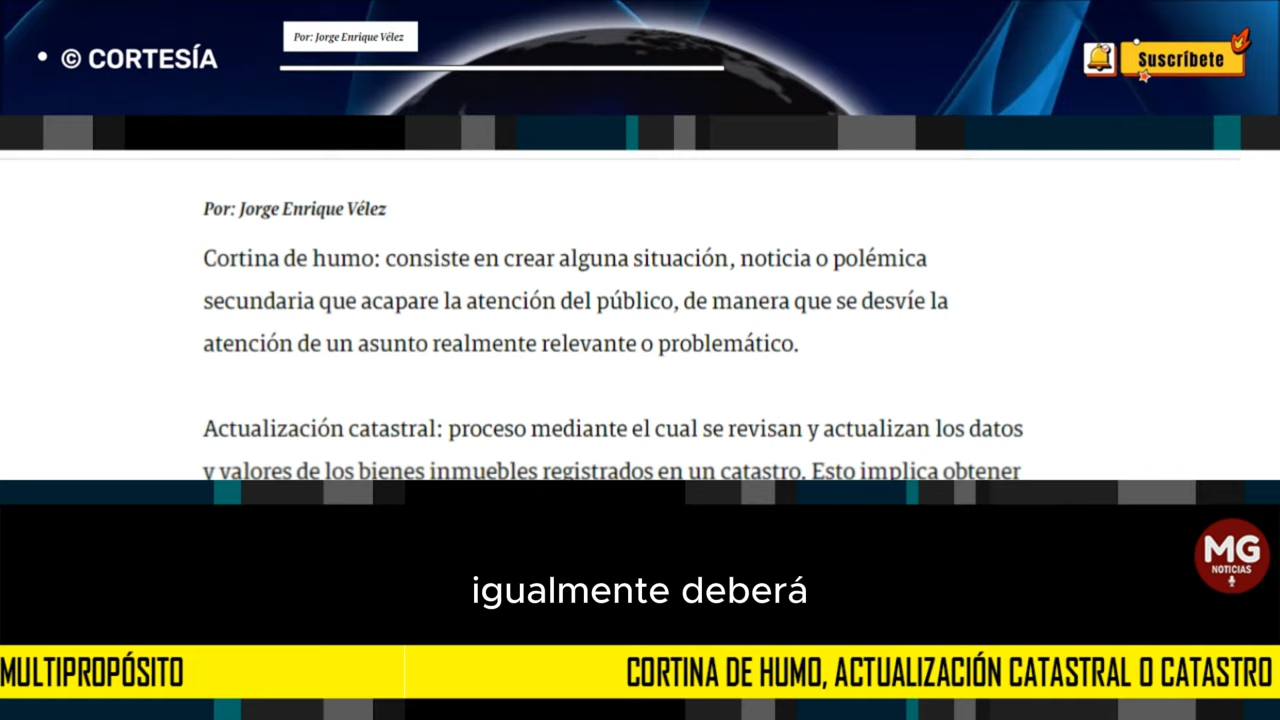 • © CORTESÍA
Por: Jorge Enrique Vélez
Suscríbete
Por: Jorge Enrique Vélez
Cortina de humo: consiste en crear alguna situación, noticia o polémica
secundaria que acapare la atención del público, de manera que se desvíe la
atención de un asunto realmente relevante o problemático.
Actualización catastral: proceso mediante el cual se revisan y actualizan los datos
y valores de los bienes inmuebles registrados en un catastro. Esto implica obtener
MG
NOTICIAS
igualmente deberá
MULTIPROPÓSITO
CORTINA DE HUMO, ACTUALIZACIÓN CATASTRAL O CATASTRO